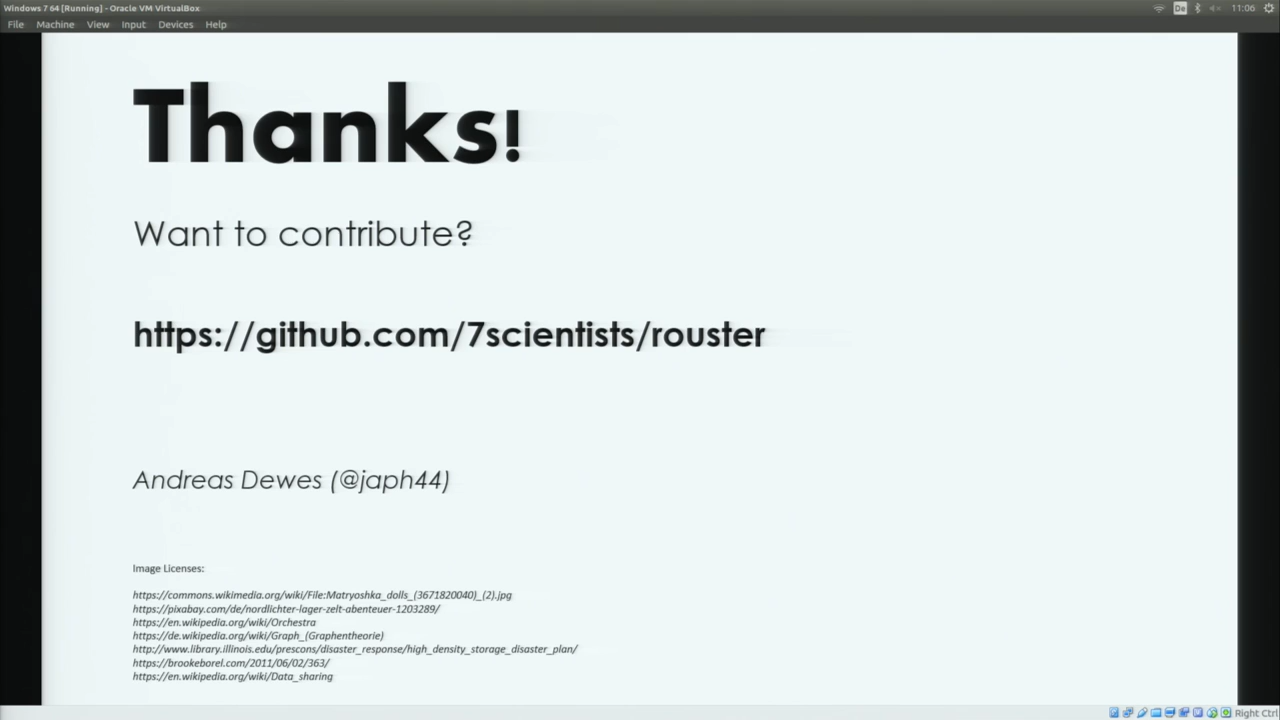 Windows 7 64 [Running] - Oracle VM VirtualBox
De 11:06
File Machine View Input Devices Help
Thanks!
Want to contribute?
https://github.com/7scientists/rouster
Andreas Dewes (@japh44)
Image Licenses:
https://commons.wikimedia.org/wiki/File:Matryoshka_dolls_(3671820040)_(2).jpg
https://pixabay.com/de/nordlichter-lager-zelt-abenteuer-1203289/
https://en.wikipedia.org/wiki/Orchestra
https://de.wikipedia.org/wiki/Graph_(Graphentheorie)
http://www.library.illinois.edu/prescons/disaster_response/high_density_storage_disaster_plan/
https://brookeborel.com/2011/06/02/363/
https://en.wikipedia.org/wiki/Data_sharing
Right Ctrl